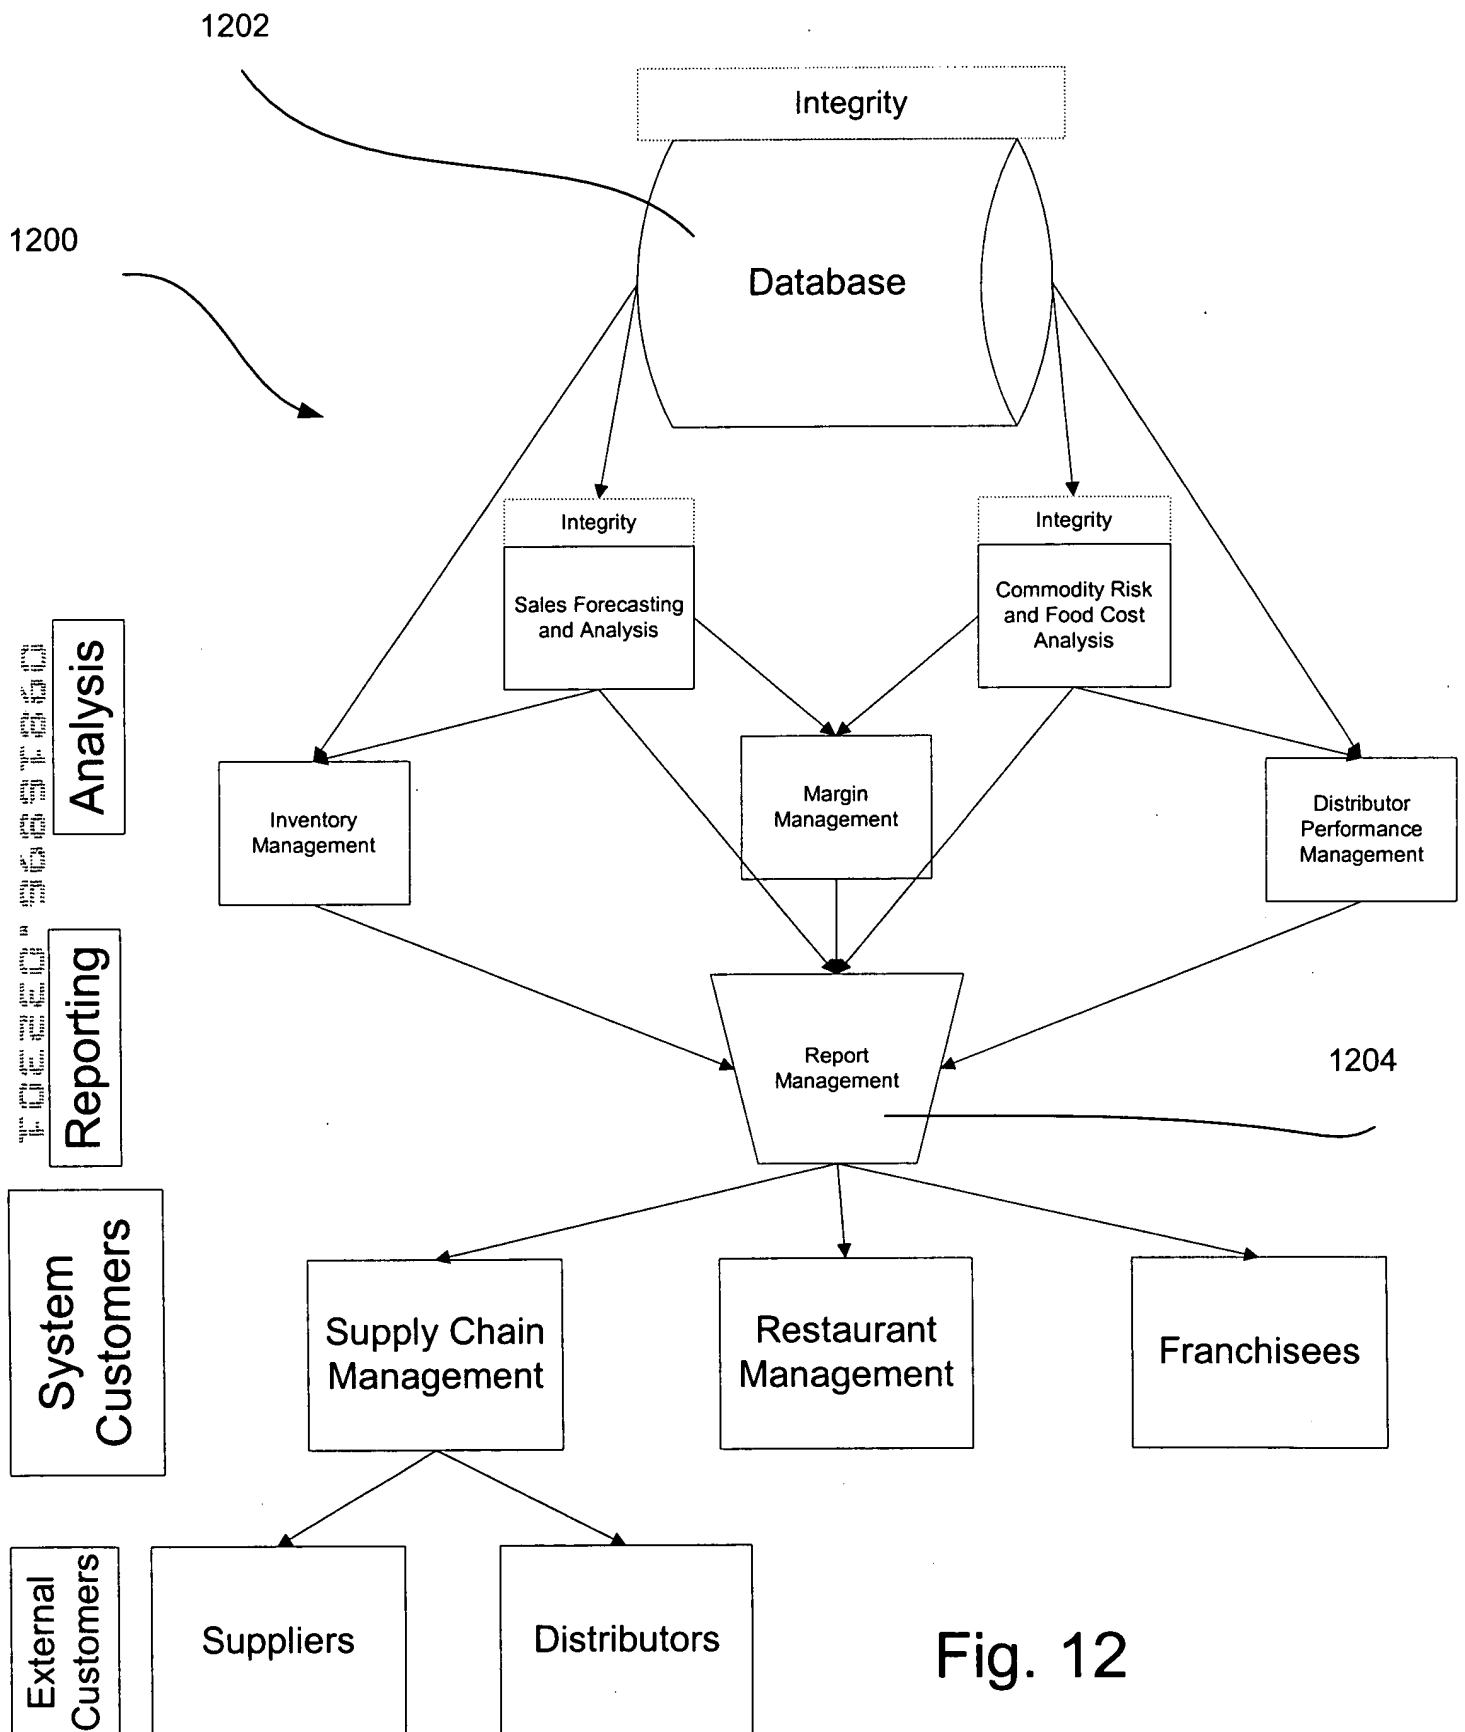 1202
Integrity
1200
Database
Integrity
Integrity
Sales Forecasting
and Analysis
Commodity Risk
and Food Cost
Analysis
Analysis
Inventory
Management
Margin
Management
Distributor
Performance
Management
Reporting
Report
Management
1204
System
Customers
Supply Chain
Management
Restaurant
Management
Franchisees
External
Customers
Suppliers
Distributors
Fig. 12